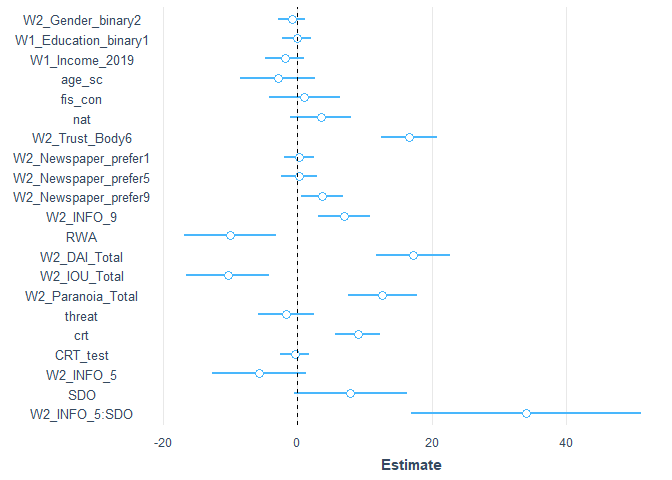 W2_Gender_binary2
W1_Education_binary1
W1_Income_2019
age_sc
fis_con
nat
W2_Trust_Body6
W2_Newspaper_prefer1
W2_Newspaper_prefer5
W2_Newspaper_prefer9
W2_INFO_9
RWA
W2_DAI_Total
W2_IOU_Total
W2_Paranoia_Total
threat
crt
CRT_test
W2_INFO_5
SDO
W2_INFO_5:SDO
-20 0 20 40
Estimate